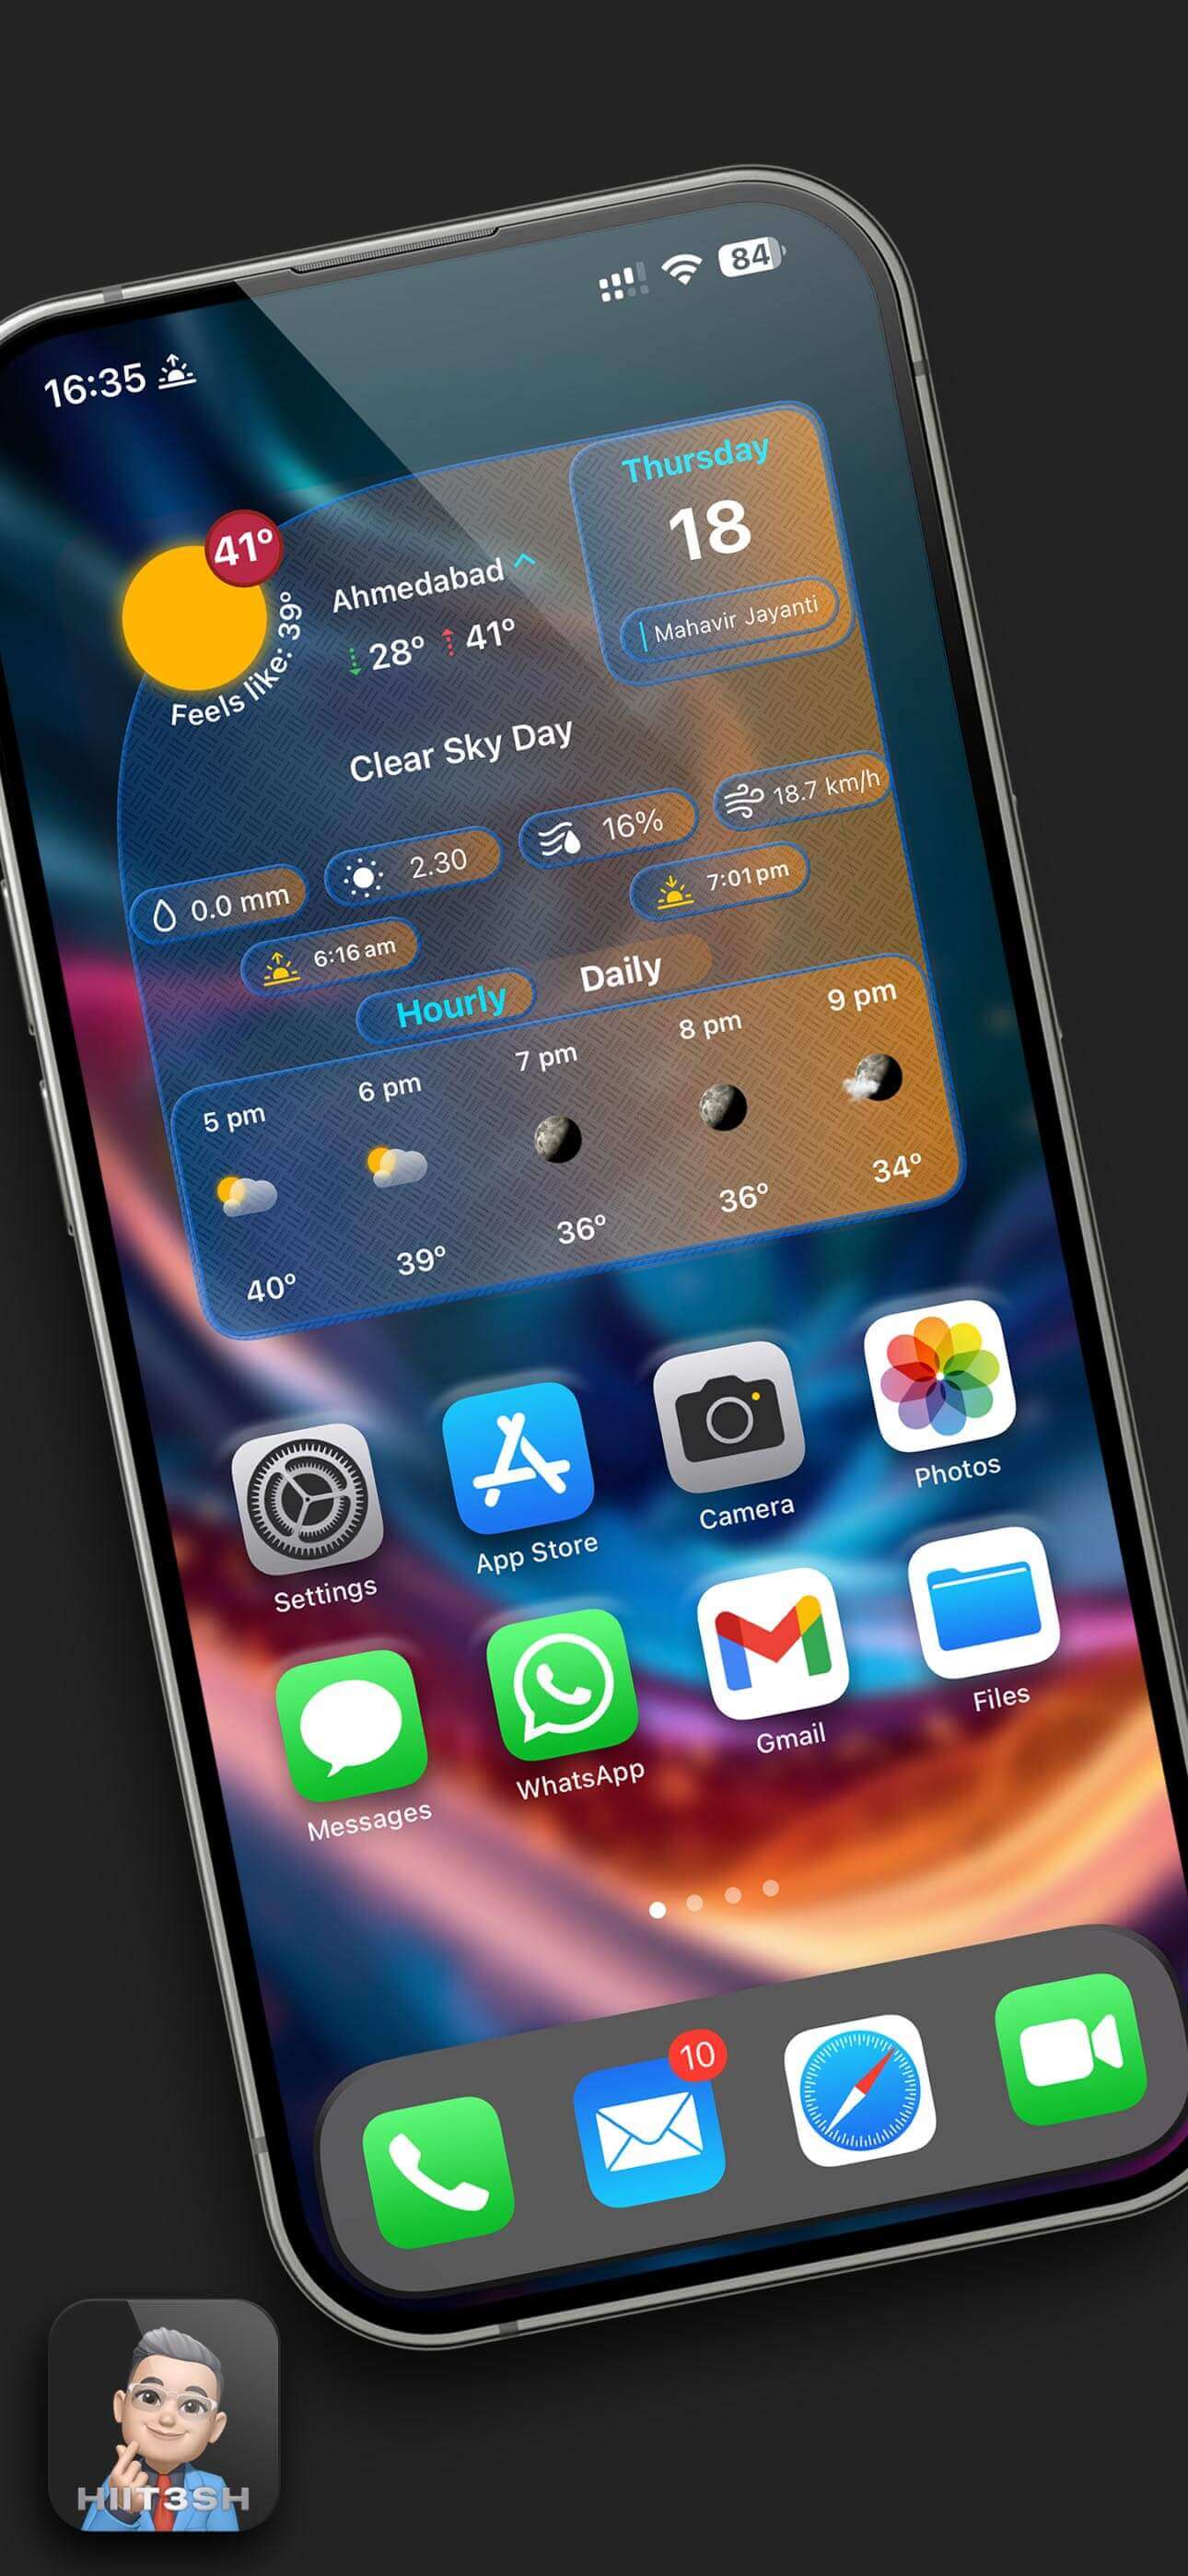 16:35
84
Thursday
18
Mahavir Jayanti
41°
Feels like: 39°
Ahmedabad
28° 41°
Clear Sky Day
0.0 mm
2.30
16%
18.7 km/h
6:16 am
7:01 pm
Hourly
Daily
5 pm
6 pm
7 pm
8 pm
9 pm
40°
39°
36°
36°
34°
Settings
App Store
Camera
Photos
Messages
WhatsApp
Gmail
Files
10
HIIT3SH